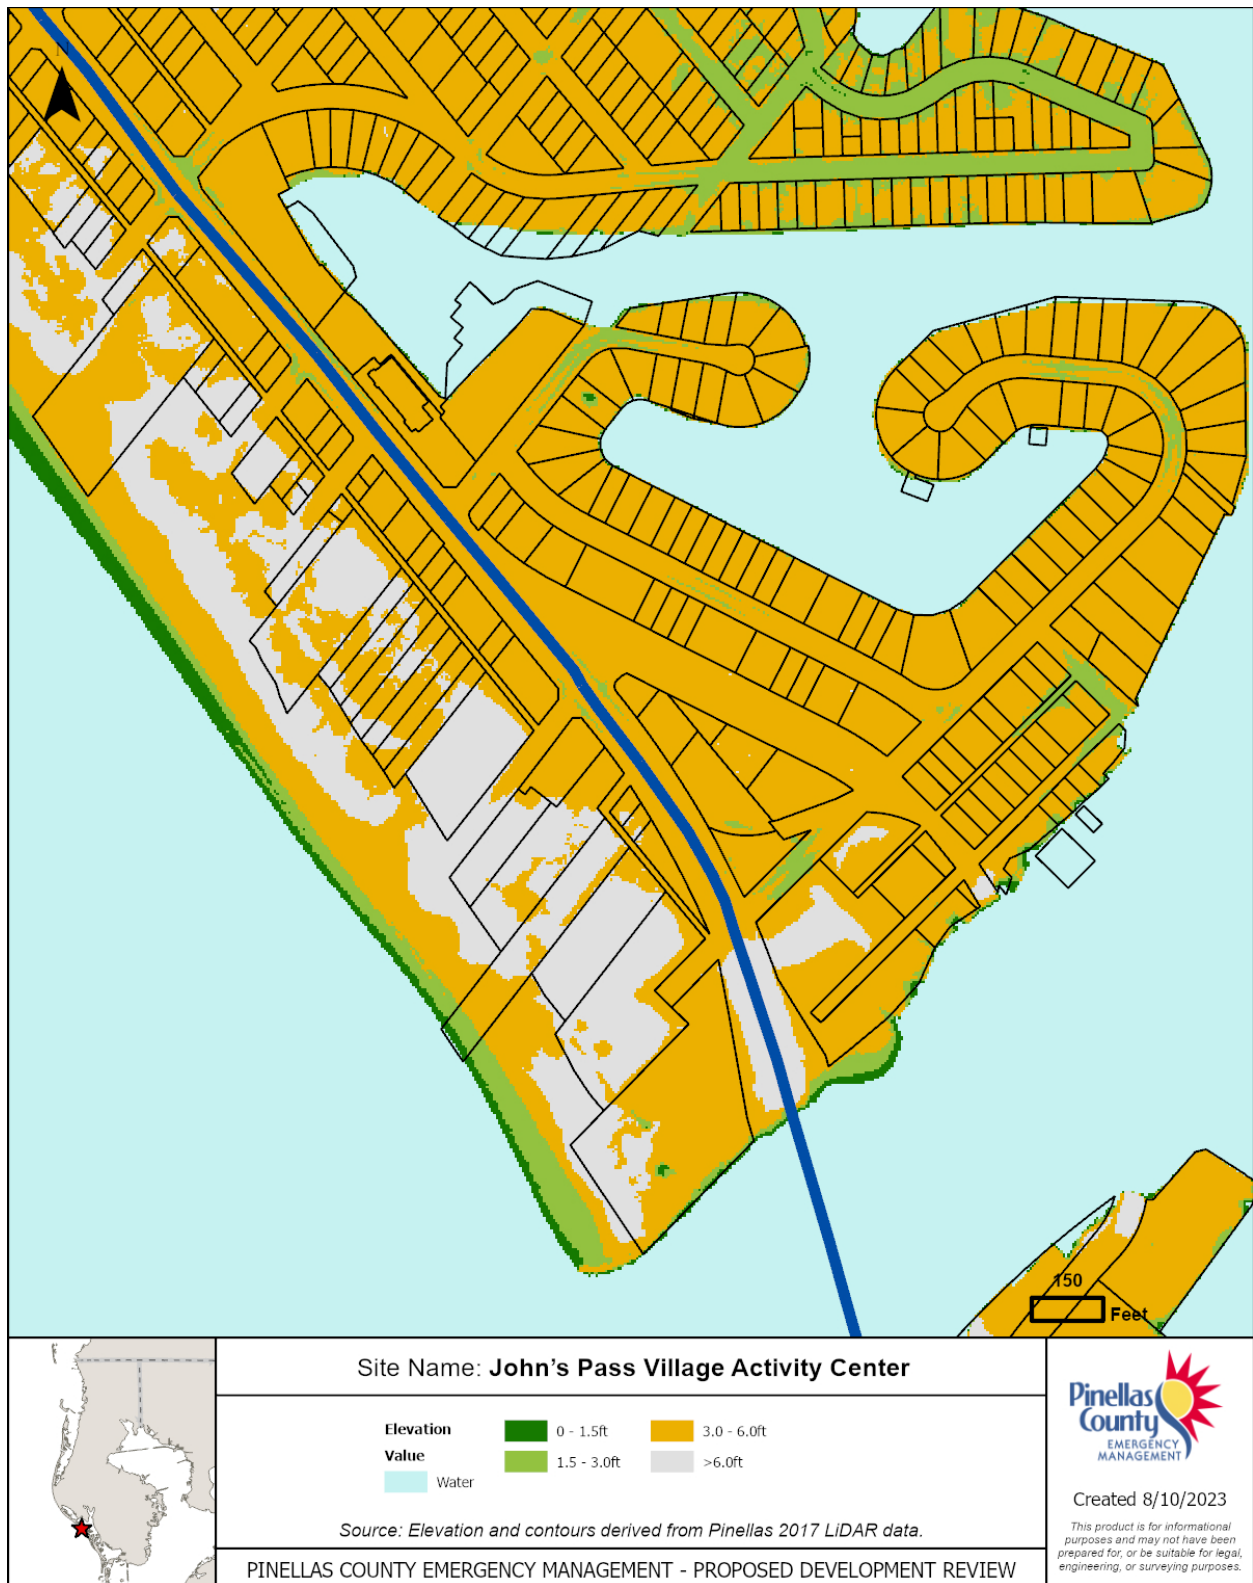 N
150
Feet
Site Name: John's Pass Village Activity Center
Elevation
Value
Water
0 - 1.5ft
1.5 - 3.0ft
3.0 - 6.0ft
>6.0ft
Source: Elevation and contours derived from Pinellas 2017 LiDAR data.
PINELLAS COUNTY EMERGENCY MANAGEMENT - PROPOSED DEVELOPMENT REVIEW
Pinellas
County
EMERGENCY
MANAGEMENT
Created 8/10/2023
This product is for informational
purposes and may not have been
prepared for, or be suitable for legal,
engineering, or surveying purposes.